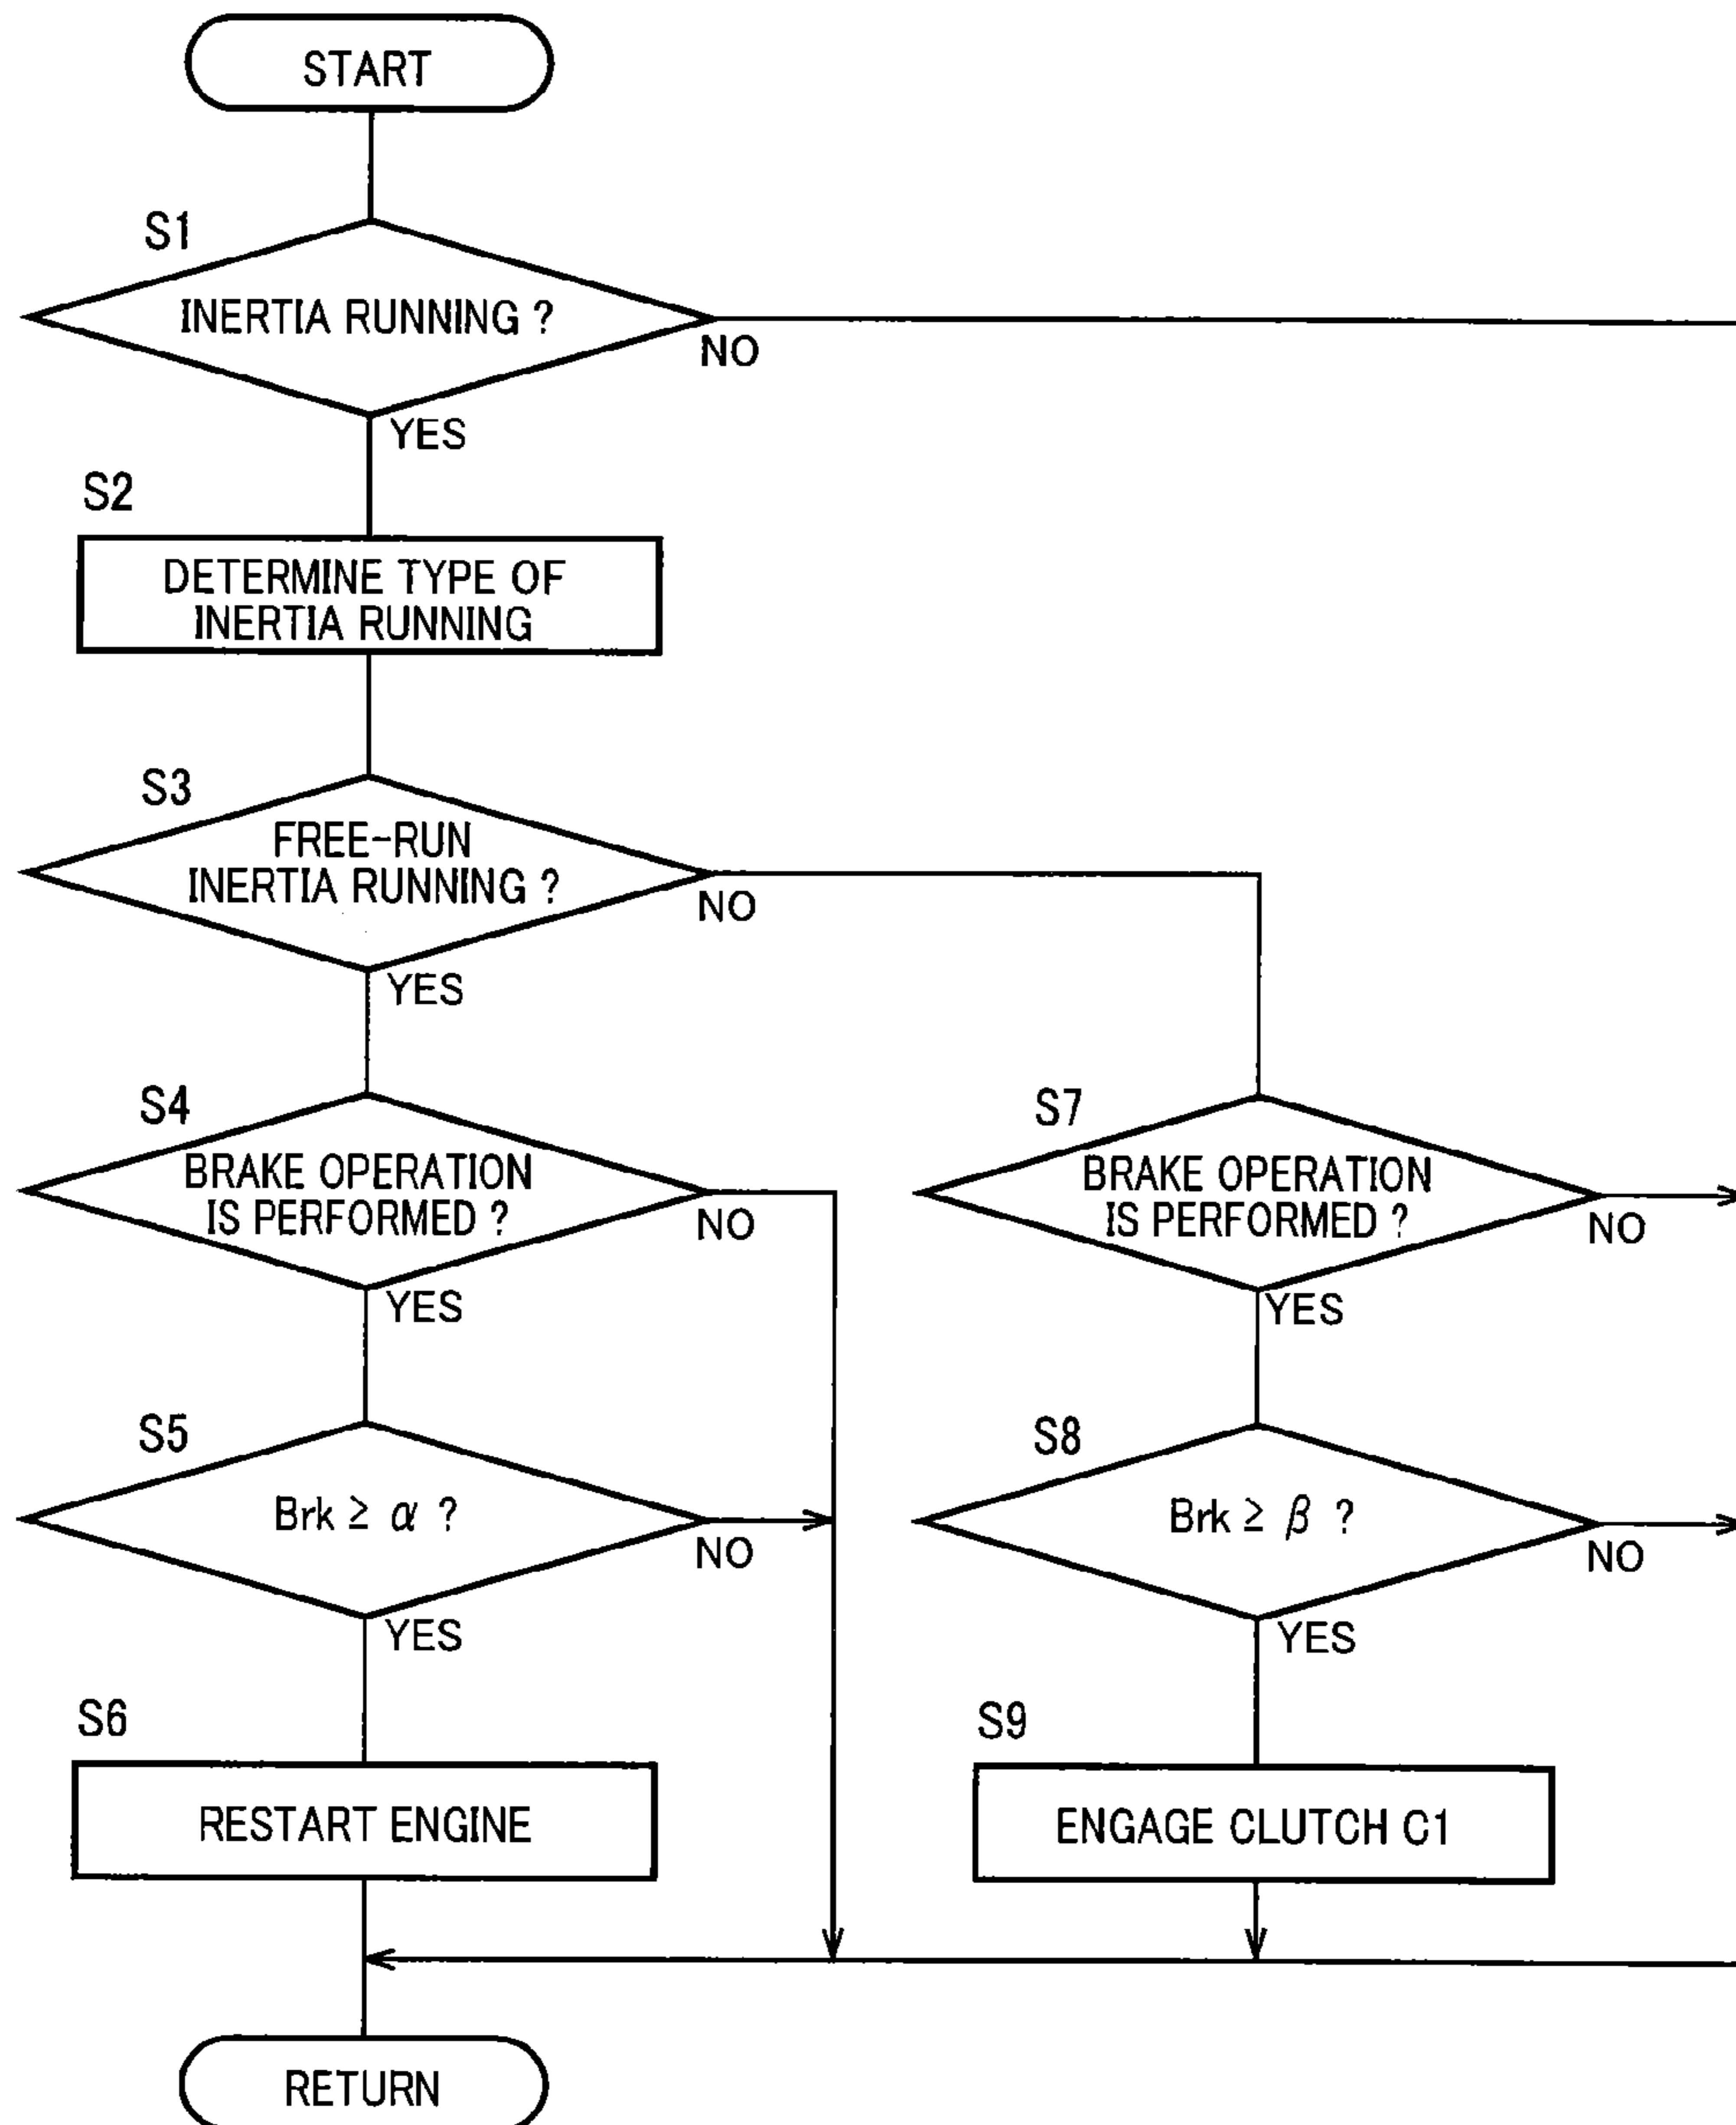 START
S1
INERTIA RUNNING ?
NO
YES
S2
DETERMINE TYPE OF
INERTIA RUNNING
S3
FREE-RUN
INERTIA RUNNING ?
NO
YES
S4
BRAKE OPERATION
IS PERFORMED ?
NO
YES
S7
BRAKE OPERATION
IS PERFORMED ?
NO
YES
S5
Brk ≥ α ?
NO
YES
S8
Brk ≥ β ?
NO
YES
S6
RESTART ENGINE
S9
ENGAGE CLUTCH C1
RETURN